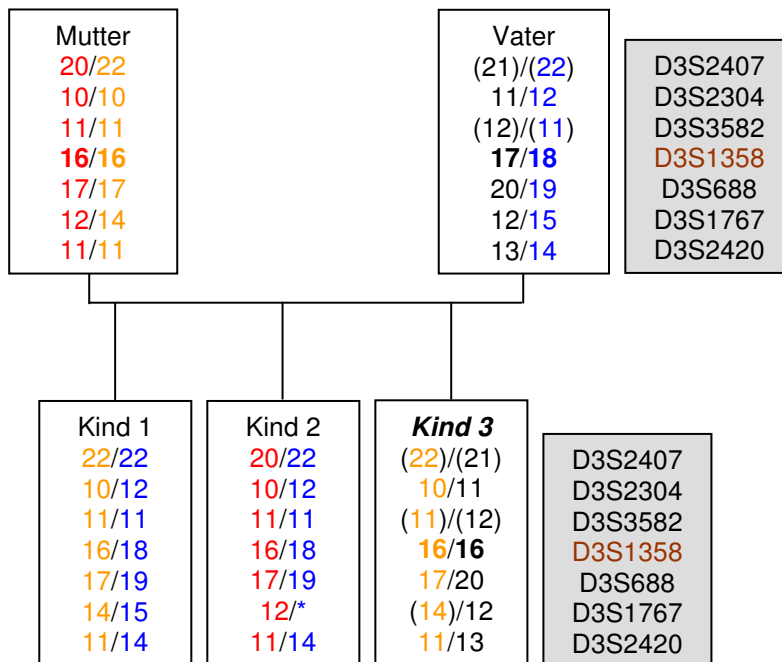 Mutter
20/22
10/10
11/11
16/16
17/17
12/14
11/11
Vater
(21)/(22)
11/12
(12)/(11)
17/18
20/19
12/15
13/14
D3S2407
D3S2304
D3S3582
D3S1358
D3S688
D3S1767
D3S2420
Kind 1
22/22
10/12
11/11
16/18
17/19
14/15
11/14
Kind 2
20/22
10/12
11/11
16/18
17/19
12/*
11/14
Kind 3
(22)/(21)
10/11
(11)/(12)
16/16
17/20
(14)/12
11/13
D3S2407
D3S2304
D3S3582
D3S1358
D3S688
D3S1767
D3S2420